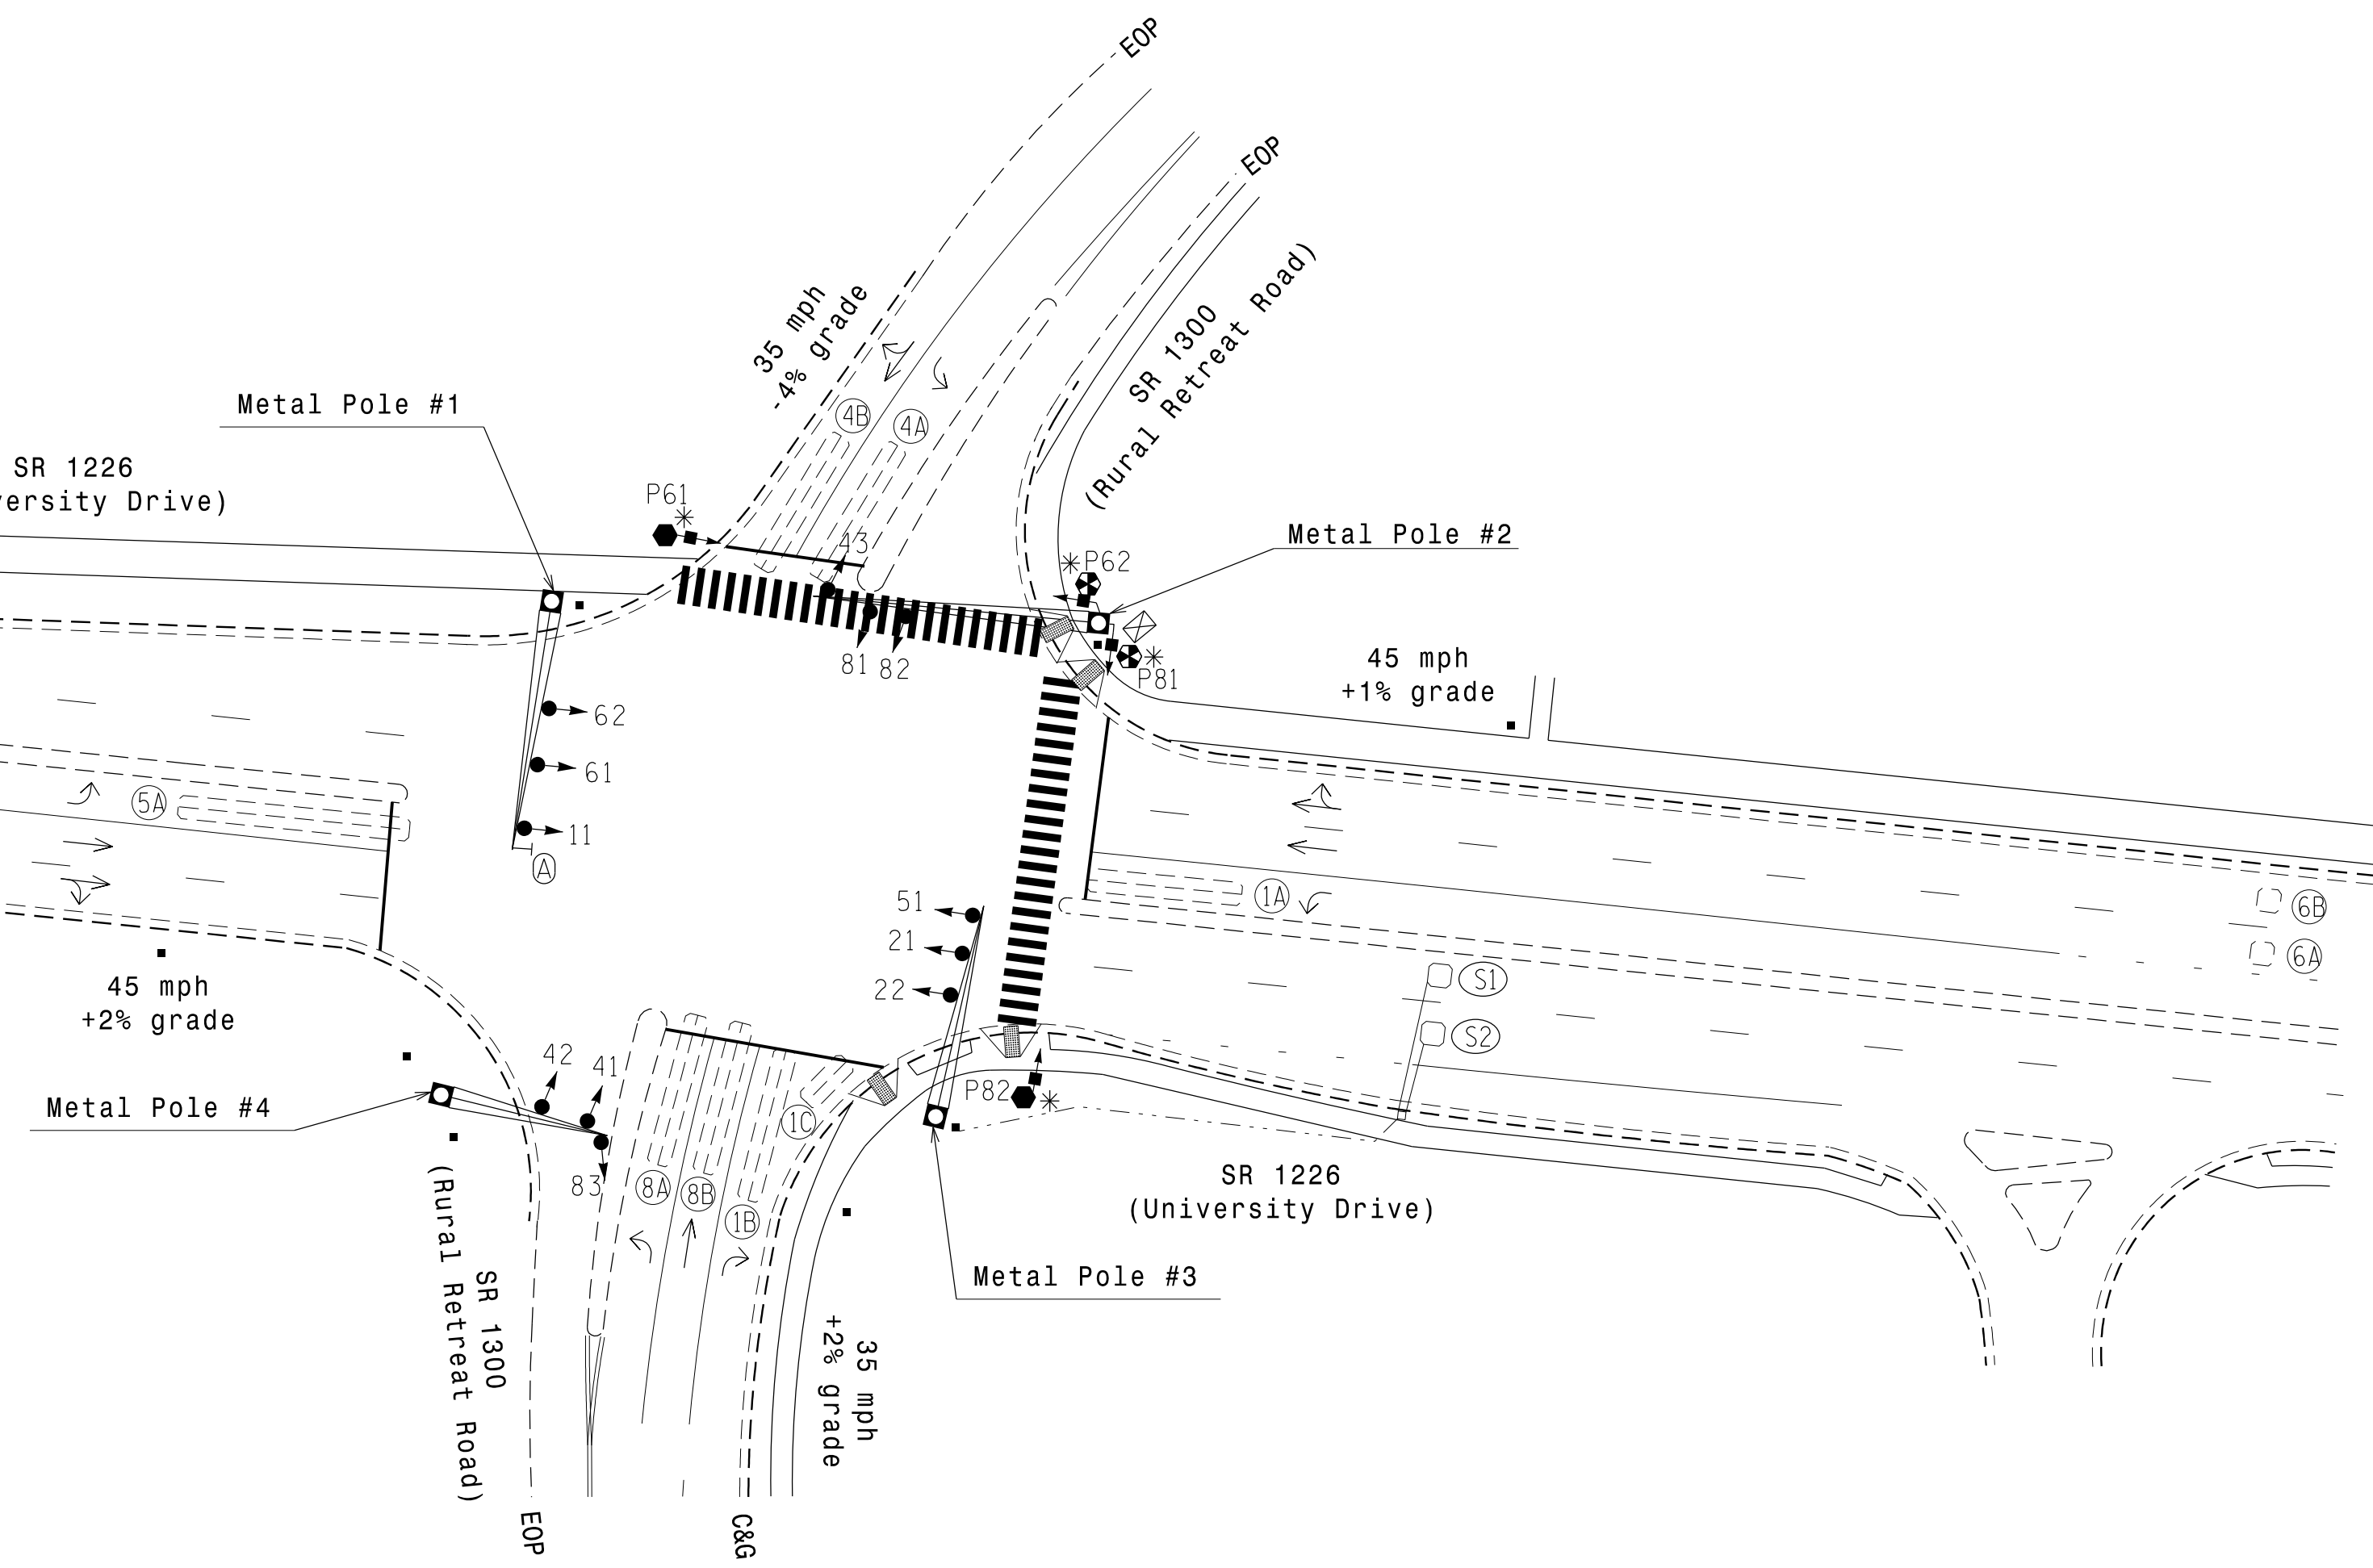 EOP
EOP
35 mph
-4% grade
SR 1300
(Rural Retreat Road)
Metal Pole #1
4B
4A
SR 1226
versity Drive)
P61
43
Metal Pole #2
P62
P81
81
82
45 mph
+1% grade
62
61
11
A
5A
1A
6B
6A
51
21
22
S1
S2
45 mph
+2% grade
42
41
Metal Pole #4
83
P82
1C
8A
8B
1B
SR 1226
(University Drive)
Metal Pole #3
SR 1300
(Rural Retreat Road)
35 mph
+2% grade
EOP
C&G